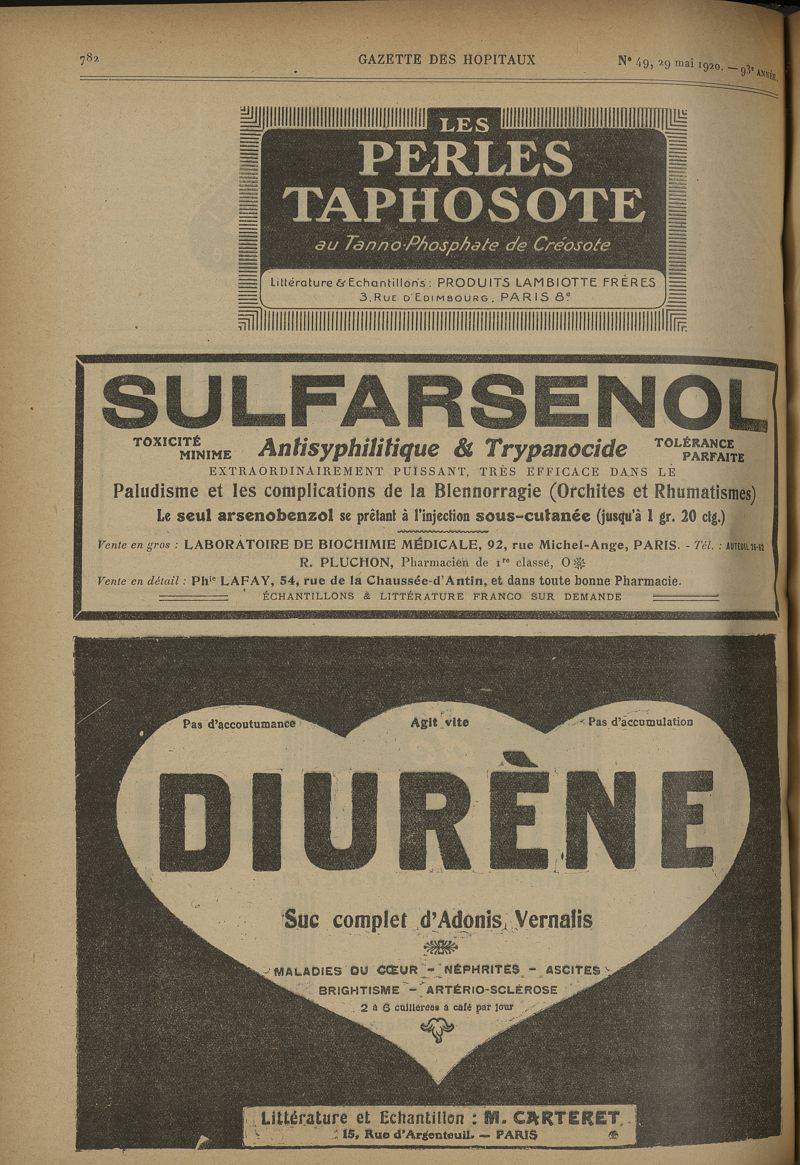 782
GAZETTE DES HOPITAUX
N° 49, 29 mai 1920. — 93e ANNÉE.
LES
PERLES
TAPHOSOTE
au Tanno-Phosphate de Créosote
Littérature & Echantillons : PRODUITS LAMBIOTTE FRÈRES
3, RUE D'EDIMBOURG, PARIS 8e
SULFARSENOL
TOXICITÉ
MINIME
Antisyphilitique & Trypanocide
TOLÉRANCE
PARFAITE
EXTRAORDINAIREMENT PUISSANT, TRÈS EFFICACE DANS LE
Paludisme et les complications de la Blennorragie (Orchites et Rhumatismes)
Le seul arsenobenzol se prêtant à l'injection sous-cutanée (jusqu'à 1 gr. 20 ctg.)
Vente en gros : LABORATOIRE DE BIOCHIMIE MÉDICALE, 92, rue Michel-Ange, PARIS. - Tél. : AUTEUIL
R. PLUCHON, Pharmacien de 1re classé, O
Vente en détail : Phie LAFAY, 54, rue de la Chaussée-d'Antin, et dans toute bonne Pharmacie.
ÉCHANTILLONS & LITTÉRATURE FRANCO SUR DEMANDE
Pas d'accoutumance
Agit vite
Pas d'accumulation
DIURÈNE
Suc complet d'Adonis Vernalis
MALADIES DU CŒUR - NÉPHRITES - ASCITES
BRIGHTISME - ARTÉRIO-SCLÉROSE
2 à 6 cuillerées à café par jour
Littérature et Echantillon : M. CARTERET
15, Rue d'Argenteuil. — PARIS